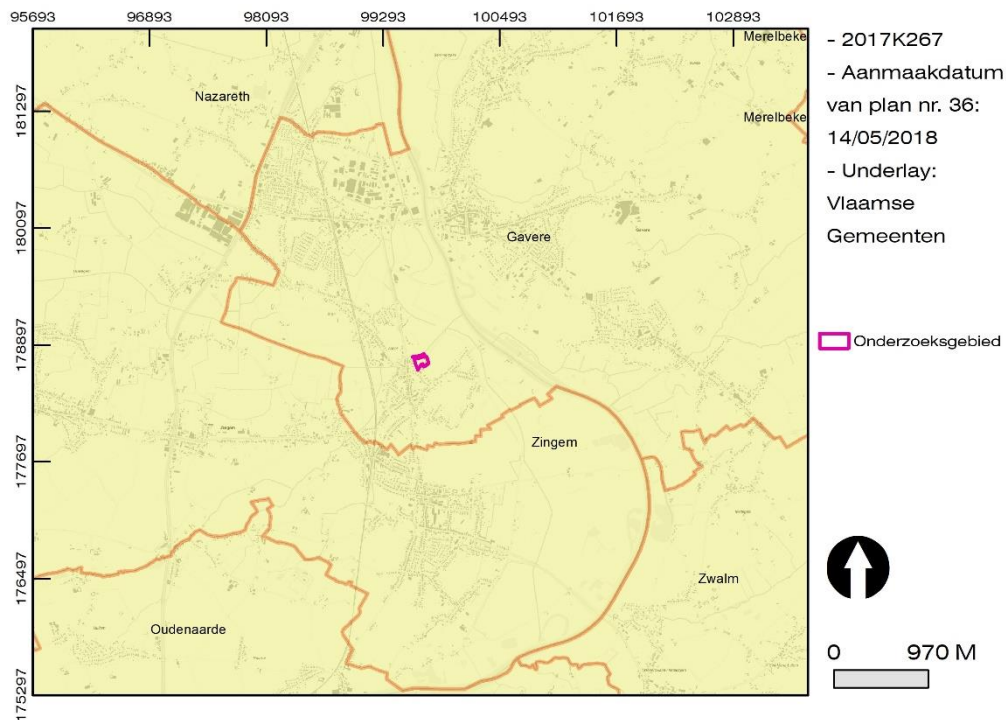 95693 96893 98093 99293 100493 101693 102893
181297
180097
178897
177697
176497
175297
Merelbeke
Nazareth
Merelbeke
Gavere
Zingem
Zwalm
Oudenaarde
- 2017K267
- Aanmaakdatum
van plan nr. 36:
14/05/2018
- Underlay:
Vlaamse
Gemeenten
Onderzoeksgebied
0 970 M